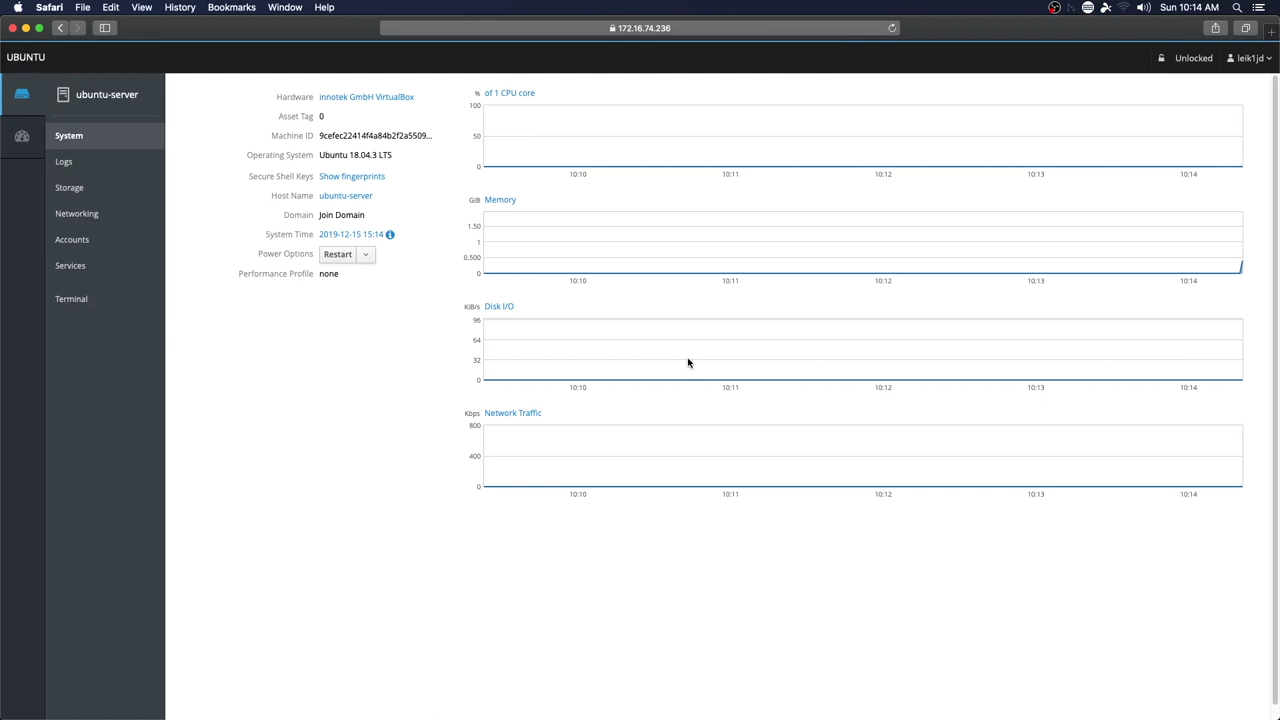 Safari File Edit View History Bookmarks Window Help
Sun 10:14 AM
172.16.74.236
UBUNTU
Unlocked
leik1jd
ubuntu-server
System
Logs
Storage
Networking
Accounts
Services
Terminal
Hardware innotek GmbH VirtualBox
Asset Tag 0
Machine ID 9cefec22414f4a84b2f2a5509...
Operating System Ubuntu 18.04.3 LTS
Secure Shell Keys Show fingerprints
Host Name ubuntu-server
Domain Join Domain
System Time 2019-12-15 15:14
Power Options Restart
Performance Profile none
% of 1 CPU core
100
50
0
10:10 10:11 10:12 10:13 10:14
GiB Memory
1.50
1
0.500
0
10:10 10:11 10:12 10:13 10:14
KiB/s Disk I/O
96
64
32
0
10:10 10:11 10:12 10:13 10:14
Kbps Network Traffic
800
400
0
10:10 10:11 10:12 10:13 10:14